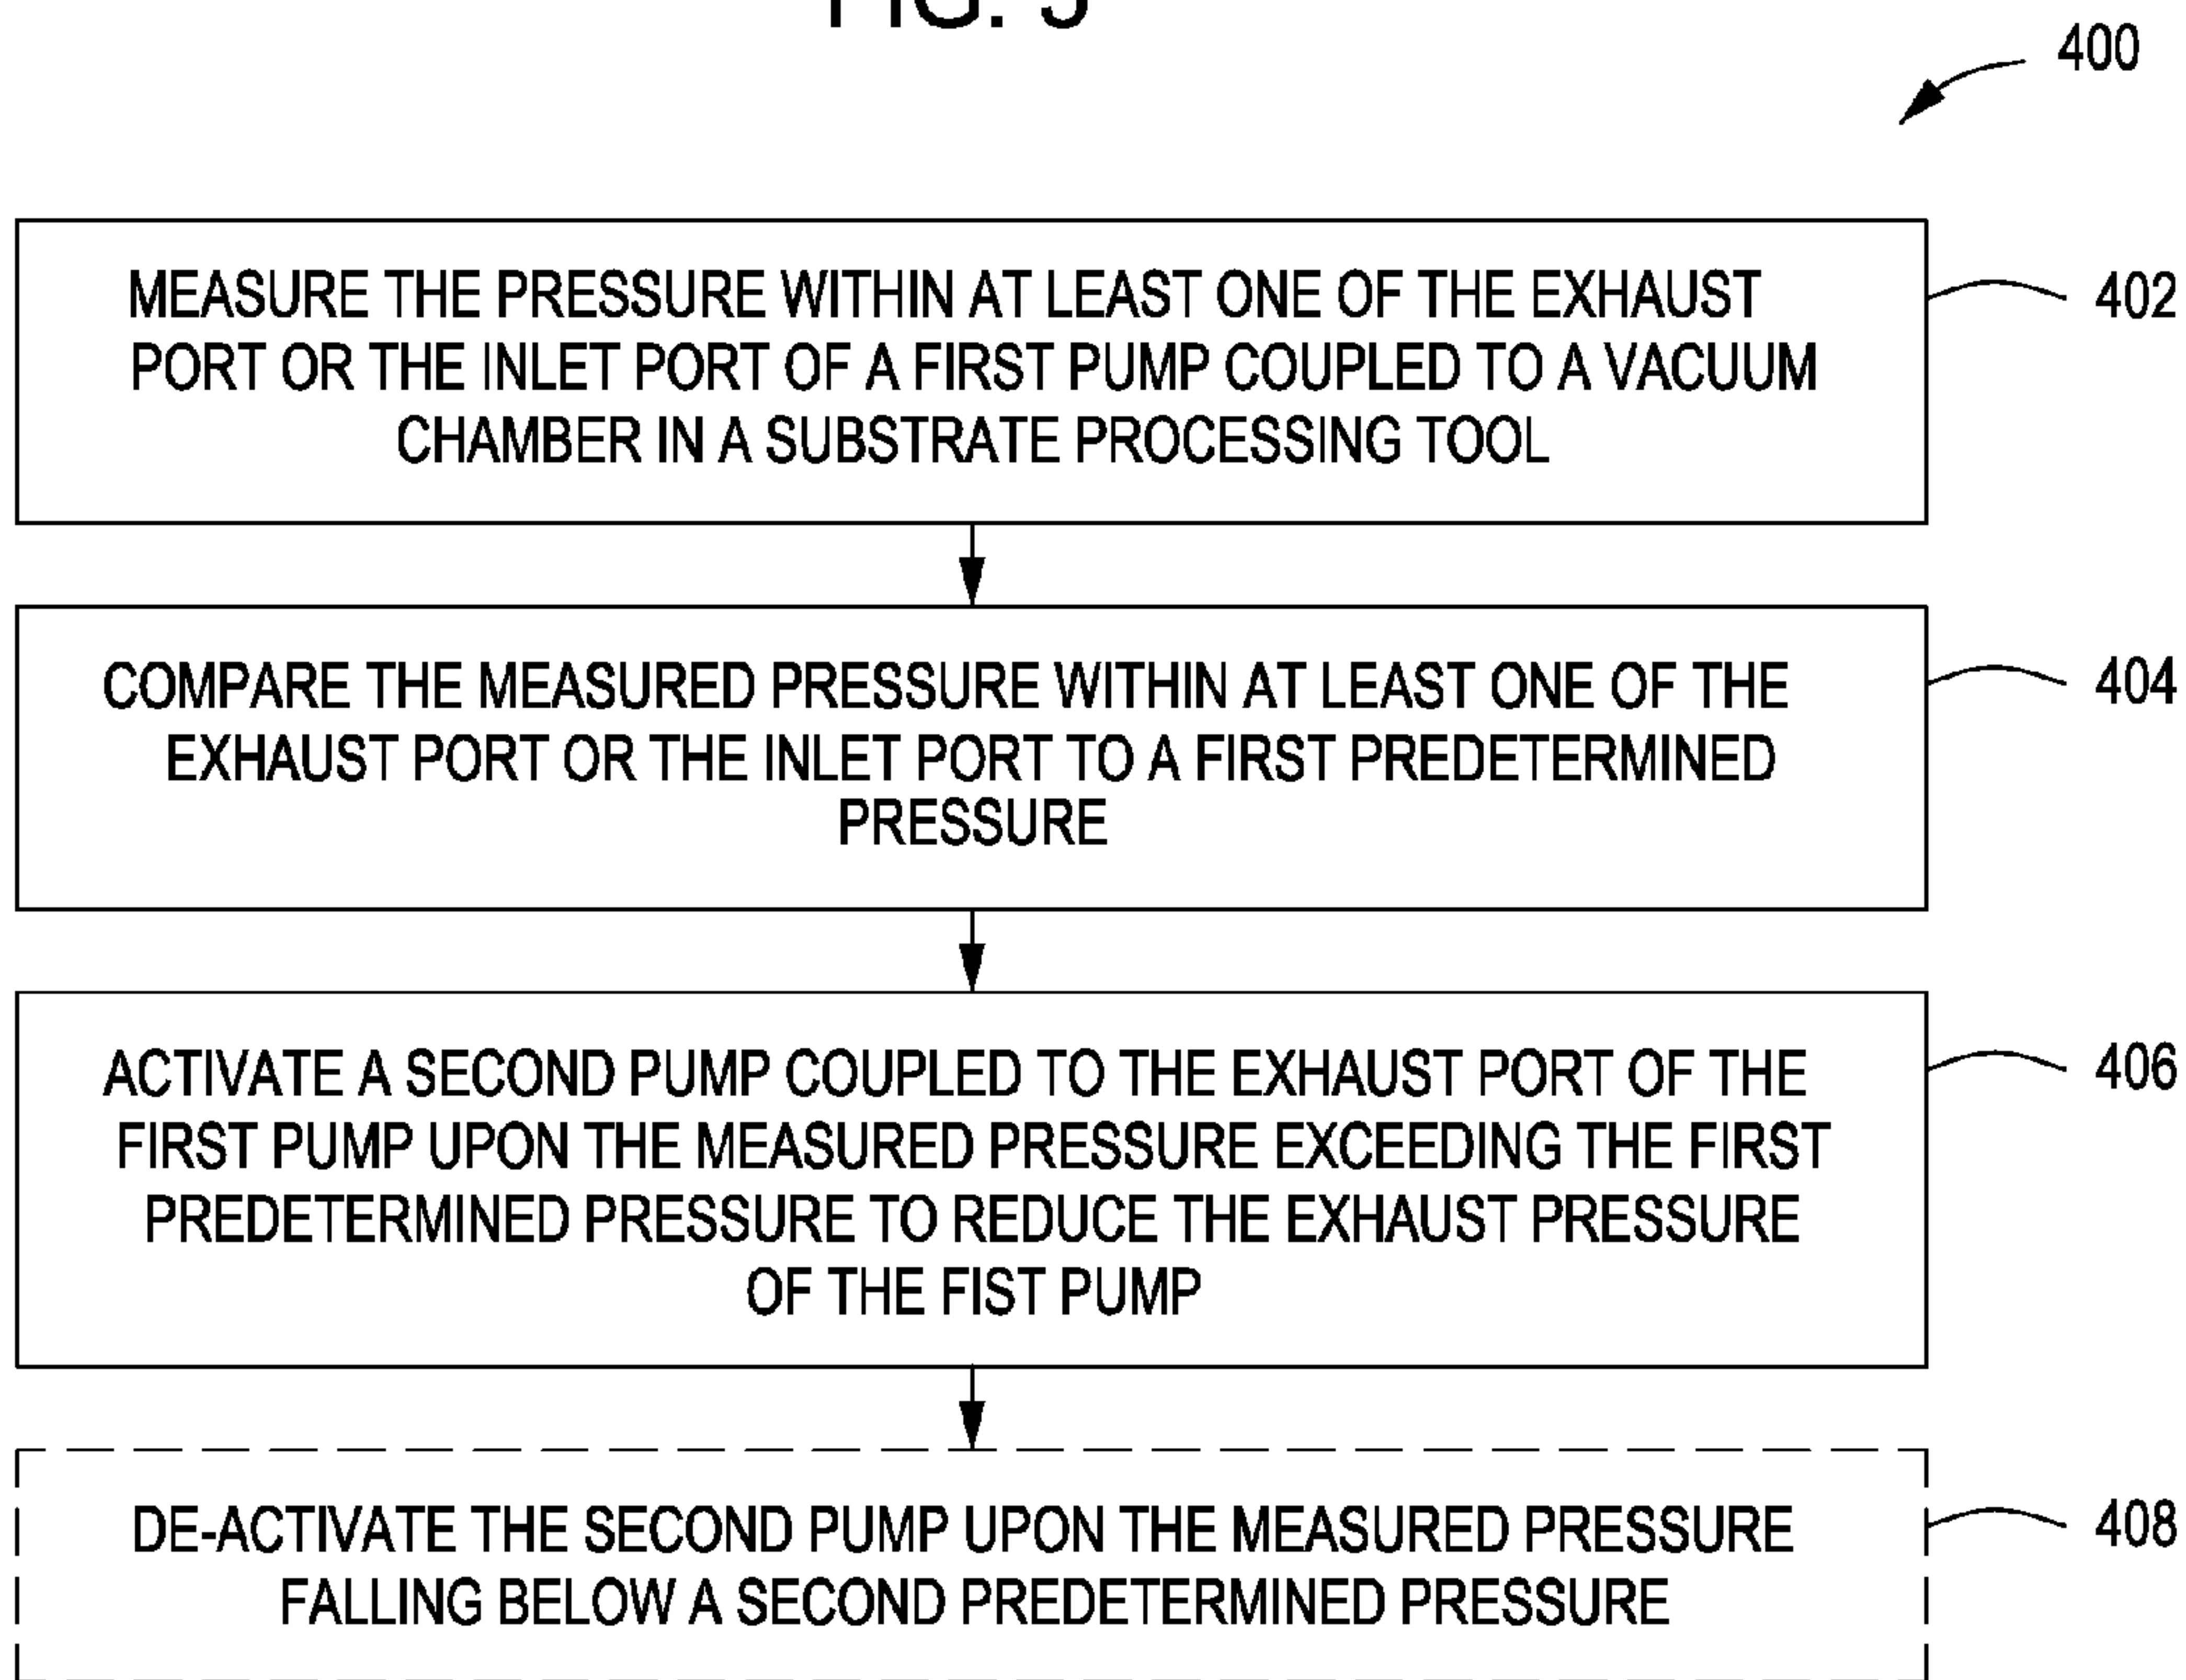 FIG. 3
400
MEASURE THE PRESSURE WITHIN AT LEAST ONE OF THE EXHAUST
PORT OR THE INLET PORT OF A FIRST PUMP COUPLED TO A VACUUM
CHAMBER IN A SUBSTRATE PROCESSING TOOL
402
COMPARE THE MEASURED PRESSURE WITHIN AT LEAST ONE OF THE
EXHAUST PORT OR THE INLET PORT TO A FIRST PREDETERMINED
PRESSURE
404
ACTIVATE A SECOND PUMP COUPLED TO THE EXHAUST PORT OF THE
FIRST PUMP UPON THE MEASURED PRESSURE EXCEEDING THE FIRST
PREDETERMINED PRESSURE TO REDUCE THE EXHAUST PRESSURE
OF THE FIST PUMP
406
DE-ACTIVATE THE SECOND PUMP UPON THE MEASURED PRESSURE
FALLING BELOW A SECOND PREDETERMINED PRESSURE
408